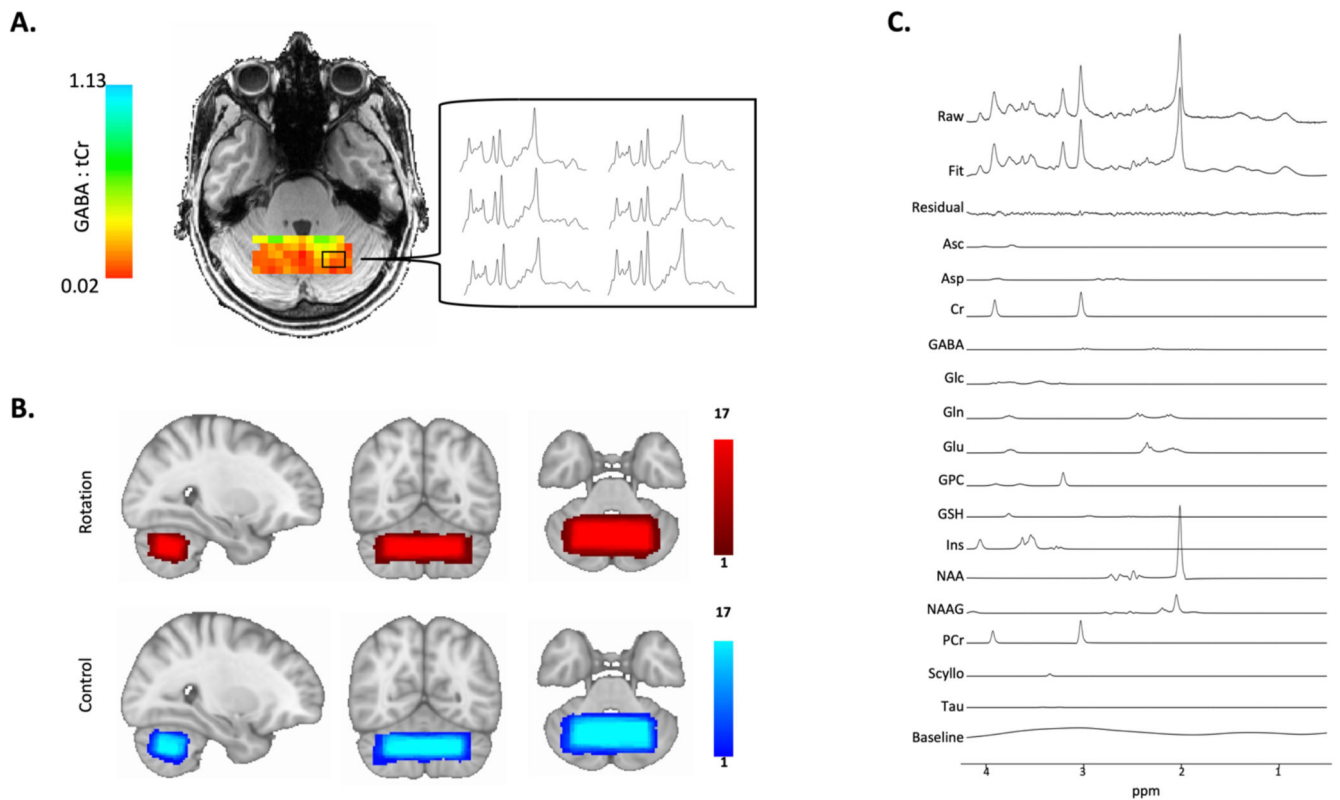 A.
1.13
GABA : tCr
0.02
B.
Rotation
17
1
Control
17
1
C.
Raw
Fit
Residual
Asc
Asp
Cr
GABA
Glc
Gln
Glu
GPC
GSH
Ins
NAA
NAAG
PCr
Scyllo
Tau
Baseline
4 3 2 1
ppm